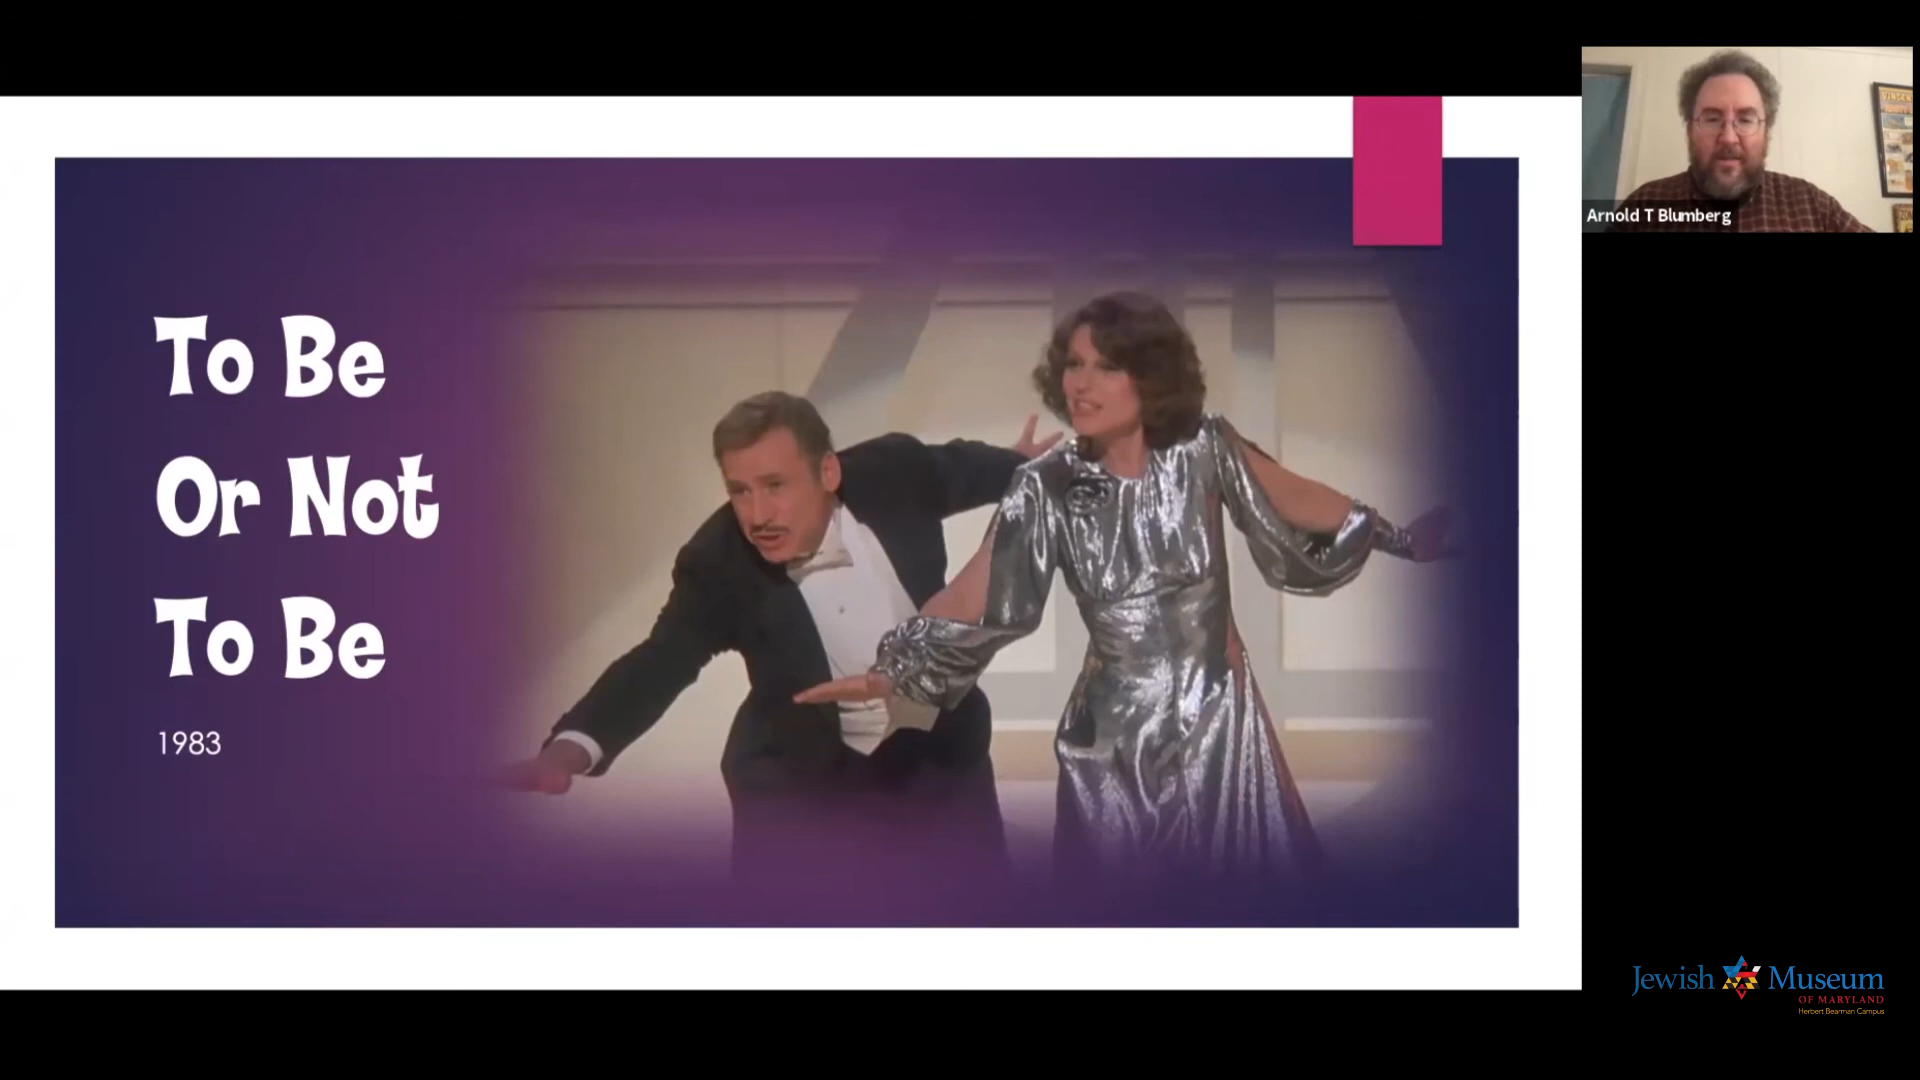 To Be
Or Not
To Be
1983
Arnold T Blumberg
Jewish Museum
OF MARYLAND
Herbert Bearman Campus